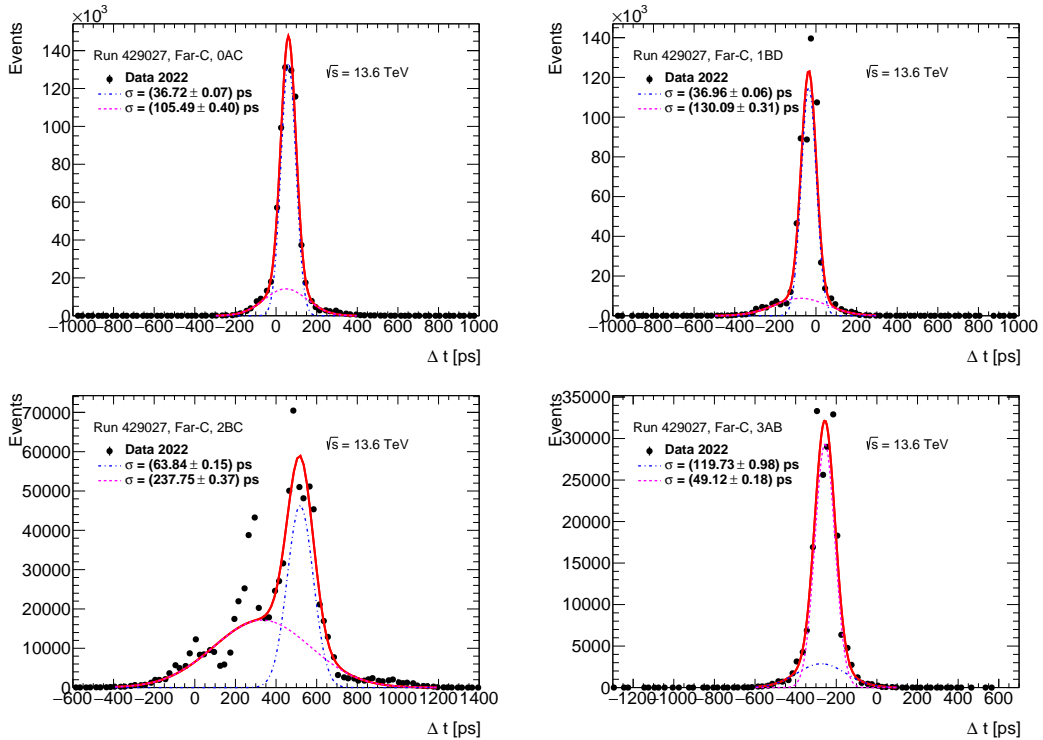 ×10³
Events
140
120
100
80
60
40
20
0
Run 429027, Far-C, 0AC
√s = 13.6 TeV
Data 2022
σ = (36.72 ± 0.07) ps
σ = (105.49 ± 0.40) ps
−1000 −800 −600 −400 −200 0 200 400 600 800 1000
Δ t [ps]
×10³
Events
140
120
100
80
60
40
20
0
Run 429027, Far-C, 1BD
√s = 13.6 TeV
Data 2022
σ = (36.96 ± 0.06) ps
σ = (130.09 ± 0.31) ps
−1000 −800 −600 −400 −200 0 200 400 600 800 1000
Δ t [ps]
Events
70000
60000
50000
40000
30000
20000
10000
0
Run 429027, Far-C, 2BC
√s = 13.6 TeV
Data 2022
σ = (63.84 ± 0.15) ps
σ = (237.75 ± 0.37) ps
−600 −400 −200 0 200 400 600 800 1000 1200 1400
Δ t [ps]
Events
35000
30000
25000
20000
15000
10000
5000
0
Run 429027, Far-C, 3AB
√s = 13.6 TeV
Data 2022
σ = (119.73 ± 0.98) ps
σ = (49.12 ± 0.18) ps
−1200 −1000 −800 −600 −400 −200 0 200 400 600
Δ t [ps]